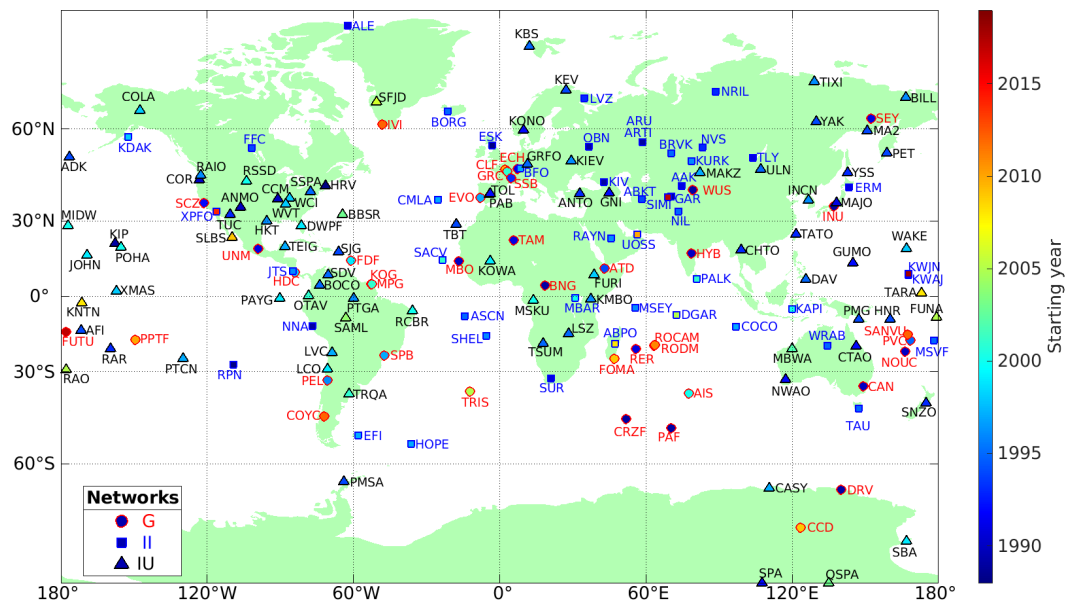 ALE
KBS
COLA
SFJD
KEV
LVZ
NRIL
TIXI
BILL
2015
IVI
BORG
KONO
ARU
ARTI
YAK
SEY
MA2
60°N
KDAK
FFC
ESK
ECH
GRFO
OBN
BRVK
NVS
TLY
PET
ADK
RAIO
RSSD
CLF
GRC
BFO
SSB
KIEV
KURK
MAKZ
ULN
YSS
CORA
SSPA
HRV
CCM
TOL
EVO
PAB
KIV
AAK
ABKT
WUS
ERM
SCZ
ANMO
WCI
CMLA
ANTO
GNI
SIMI
GAR
INCN
MAJO
2010
XPFO
TUC
WVT
BBSR
NIL
INU
30°N
MIDW
HKT
DWPF
TBT
SLBS
TAM
RAYN
UOSS
TATO
KIP
POHA
UNM
TEIG
SJG
FDF
SACV
MBO
KOWA
HYB
CHTO
GUMO
WAKE
JOHN
JTS
HDC
SDV
KOG
MPG
ATD
FURI
PALK
DAV
KWJN
KWAJ
XMAS
BOCO
BNG
TARA
2005
0°
KNTN
PAYG
OTAV
PTGA
MSKU
MBAR
KMBO
MSEY
KAPI
PMG
HNR
FUNA
AFI
FUTU
PPTF
NNA
SAML
RCBR
ASCN
SHEL
LSZ
ABPO
DGAR
COCO
WRAB
SANVU
PVC
MSVF
RAR
PTCN
LVC
SPB
TSUM
ROCAM
RODM
RER
FOMA
MBWA
CTAO
NOUC
RAO
RPN
LCO
PEL
SUR
NWAO
CAN
30°S
2000
TRQA
TRIS
AIS
SNZO
COYC
CRZF
PAF
TAU
EFI
HOPE
60°S
1995
Networks
G
II
IU
PMSA
CASY
DRV
CCD
SBA
SPA
QSPA
1990
180°W
120°W
60°W
0°
60°E
120°E
180°E
Starting year